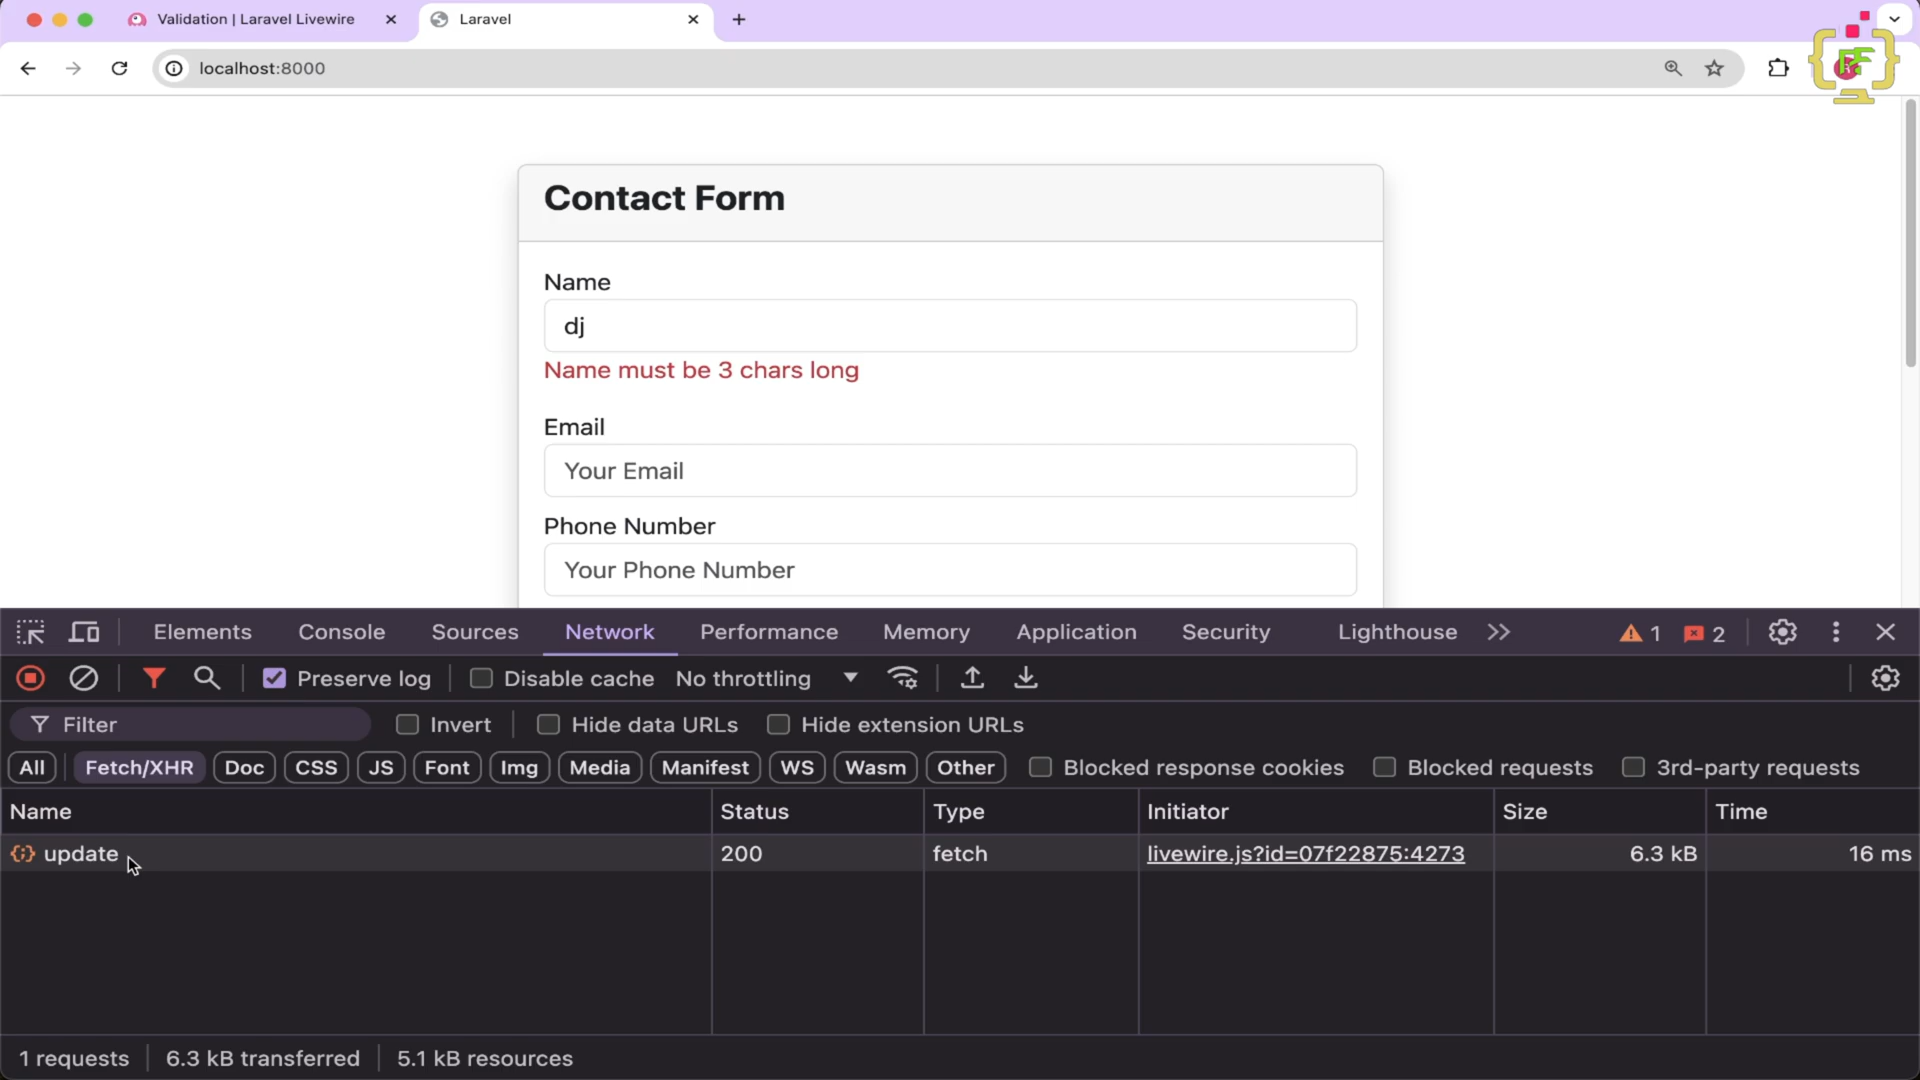 Validation | Laravel Livewire
Laravel
localhost:8000
Contact Form
Name
dj
Name must be 3 chars long
Email
Your Email
Phone Number
Your Phone Number
Elements Console Sources Network Performance Memory Application Security Lighthouse 1 2
Preserve log Disable cache No throttling
Filter Invert Hide data URLs Hide extension URLs
All Fetch/XHR Doc CSS JS Font Img Media Manifest WS Wasm Other Blocked response cookies Blocked requests 3rd-party requests
Name Status Type Initiator Size Time
update 200 fetch livewire.js?id=07f22875:4273 6.3 kB 16 ms
1 requests 6.3 kB transferred 5.1 kB resources